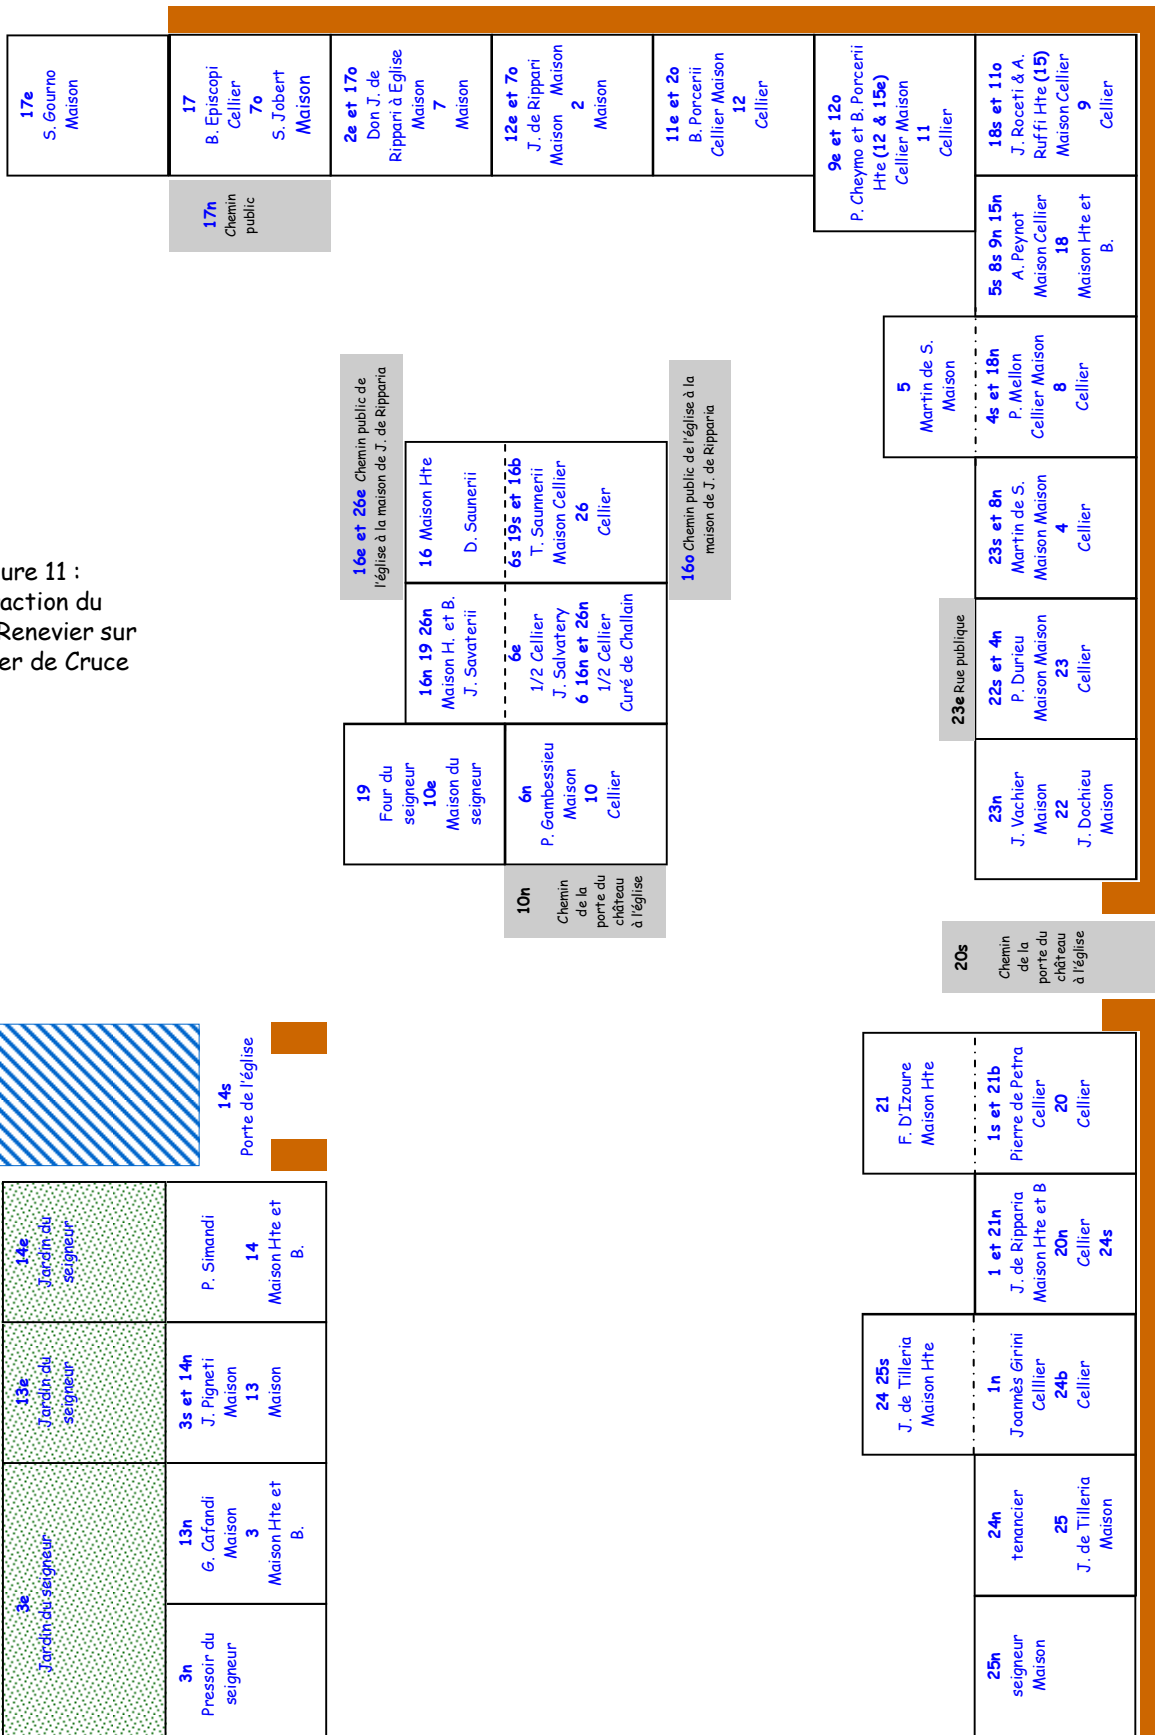 17e
S. Gourno
Maison
17
B. Episcopi
Cellier
7o
S. Jobert
Maison
2e et 17o
Don J. de
Rippari à Eglise
Maison
7
Maison
12e et 7o
J. de Rippari
Maison Maison
2
Maison
11e et 2o
B. Porcerii
Cellier Maison
12
Cellier
9e et 12o
P. Cheymo et B. Porcerii
Hte (12 & 15e)
Cellier Maison
11
Cellier
18s et 11o
J. Roceti & A.
Ruffi Hte (15)
Maison Cellier
9
Cellier
17n
Chemin
public
5s 8s 9n 15n
A. Peynot
Maison Cellier
18
Maison Hte et
B.
5
Martin de S.
Maison
4s et 18n
P. Mellon
Cellier Maison
8
Cellier
16e et 26e Chemin public de
l'église à la maison de J. de Ripparia
16 Maison Hte
D. Saunerii
6s 19s et 16b
T. Saunnerii
Maison Cellier
26
Cellier
16o Chemin public de l'église à la
maison de J. de Ripparia
23s et 8n
Martin de S.
Maison Maison
4
Cellier
ure 11 :
action du
Renevier sur
er de Cruce
16n 19 26n
Maison H. et B.
J. Savaterii
6e
1/2 Cellier
J. Salvatery
6 16n et 26n
1/2 Cellier
Curé de Challain
23e Rue publique
22s et 4n
P. Durieu
Maison Maison
23
Cellier
19
Four du
seigneur
10e
Maison du
seigneur
6n
P. Gambessieu
Maison
10
Cellier
23n
J. Vachier
Maison
22
J. Dochieu
Maison
10n
Chemin
de la
porte du
château
à l'église
20s
Chemin
de la
porte du
château
à l'église
14s
Porte de l'église
21
F. D'Izoure
Maison Hte
1s et 21b
Pierre de Petra
Cellier
20
Cellier
14e
Jardin du
seigneur
P. Simandi
14
Maison Hte et
B.
1 et 21n
J. de Ripparia
Maison Hte et B
20n
Cellier
24s
13e
Jardin du
seigneur
3s et 14n
J. Pigneti
Maison
13
Maison
24 25s
J. de Tilleria
Maison Hte
1n
Joannès Girini
Celllier
24b
Cellier
3e
Jardin du seigneur
13n
G. Cafandi
Maison
3
Maison Hte et
B.
24n
tenancier
25
J. de Tilleria
Maison
3n
Pressoir du
seigneur
25n
seigneur
Maison